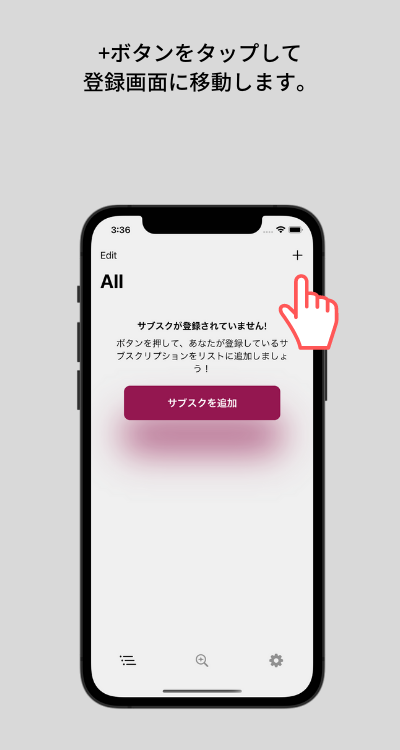 +ボタンをタップして
登録画面に移動します。
3:36
Edit
+
All
サブスクが登録されていません!
ボタンを押して、あなたが登録しているサ
ブスクリプションをリストに追加しましょ
う！
サブスクを追加